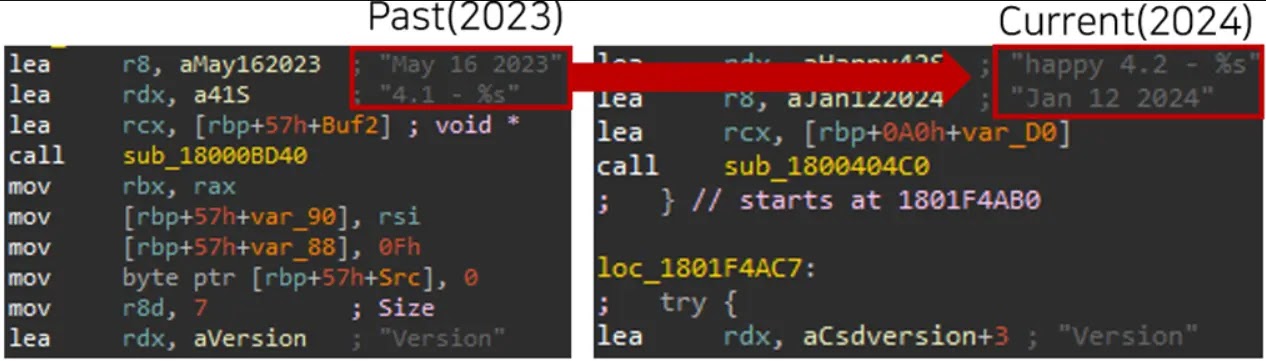 Past(2023)
lea r8, aMay162023 ; "May 16 2023"
lea rdx, a41S ; "4.1 - %s"
lea rcx, [rbp+57h+Buf2] ; void *
call sub_18000BD40
mov rbx, rax
mov [rbp+57h+var_90], rsi
mov [rbp+57h+var_88], 0Fh
mov byte ptr [rbp+57h+Src], 0
mov r8d, 7 ; Size
lea rdx, aVersion ; "Version"
Current(2024)
lea rdx, aHappy42S ; "happy 4.2 - %s"
lea r8, aJan122024 ; "Jan 12 2024"
lea rcx, [rbp+0A0h+var_D0]
call sub_1800404C0
; } // starts at 1801F4AB0
loc_1801F4AC7:
; try {
lea rdx, aCsdversion+3 ; "Version"